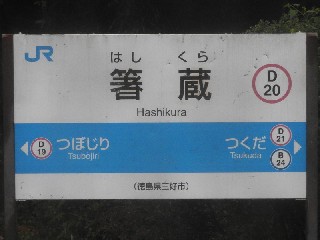 JR
はし くら
箸 蔵
Hashikura
D
20
D
19
つぼじり
Tsubojiri
つくだ
Tsukuda
D
21
B
24
(徳島県三好市)